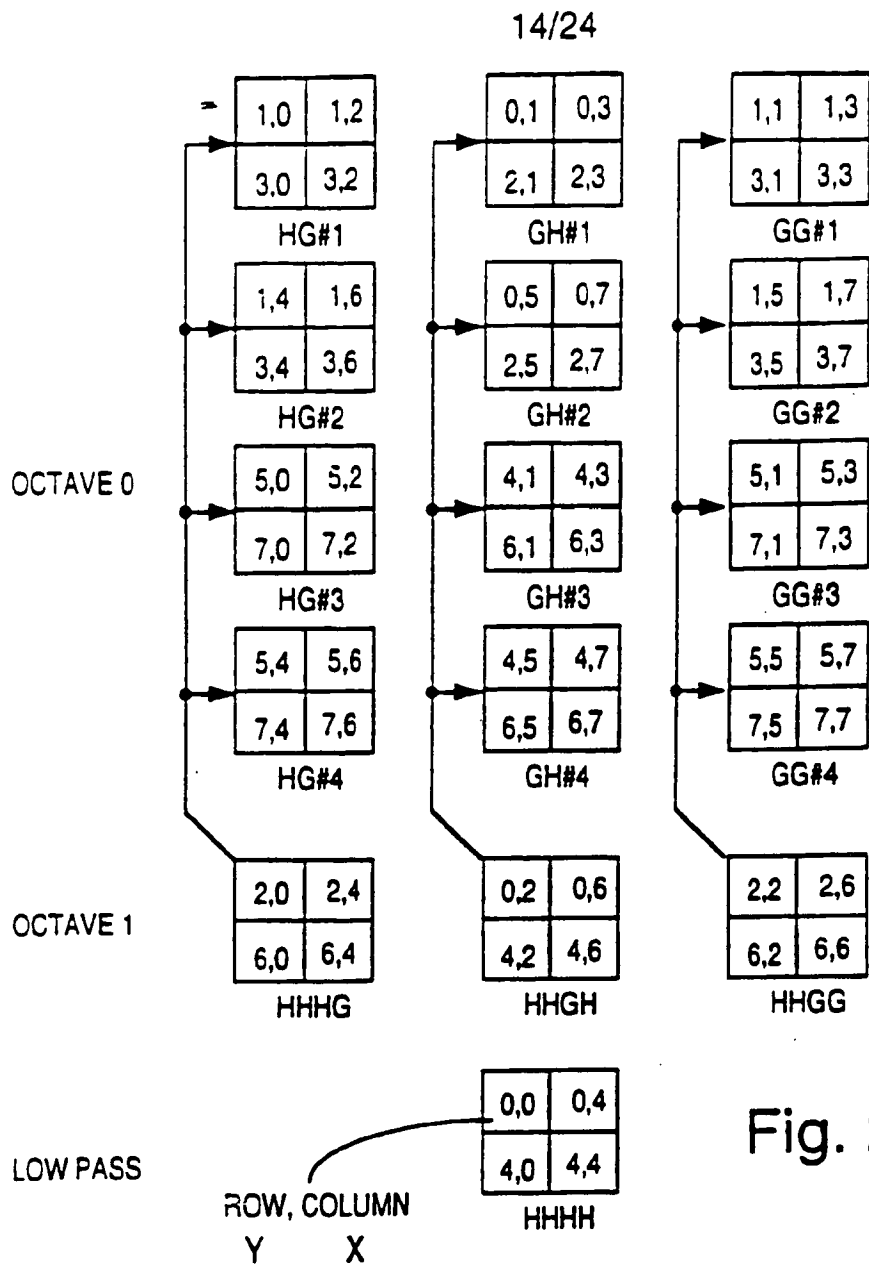 14/24
1,0 1,2 0,1 0,3 1,1 1,3
3,0 3,2 2,1 2,3 3,1 3,3
HG#1 GH#1 GG#1
1,4 1,6 0,5 0,7 1,5 1,7
3,4 3,6 2,5 2,7 3,5 3,7
HG#2 GH#2 GG#2
OCTAVE 0
5,0 5,2 4,1 4,3 5,1 5,3
7,0 7,2 6,1 6,3 7,1 7,3
HG#3 GH#3 GG#3
5,4 5,6 4,5 4,7 5,5 5,7
7,4 7,6 6,5 6,7 7,5 7,7
HG#4 GH#4 GG#4
OCTAVE 1
2,0 2,4 0,2 0,6 2,2 2,6
6,0 6,4 4,2 4,6 6,2 6,6
HHHG HHGH HHGG
0,0 0,4
4,0 4,4
HHHH
LOW PASS
ROW, COLUMN
Y X
Fig.